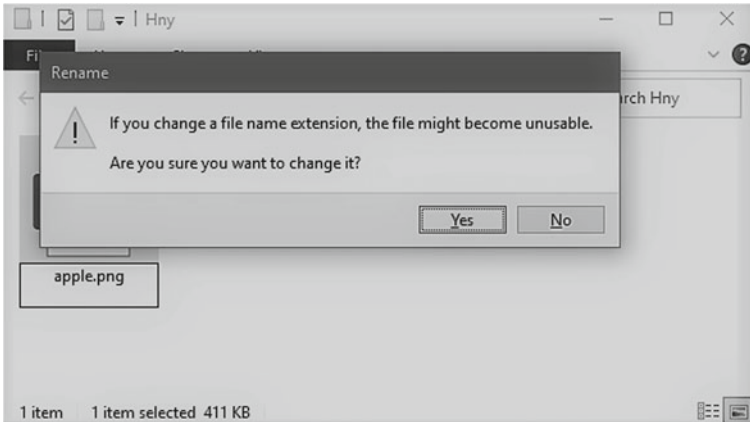 Hny
Fi
Rename
rch Hny
If you change a file name extension, the file might become unusable.
Are you sure you want to change it?
Yes
No
apple.png
1 item
1 item selected 411 KB